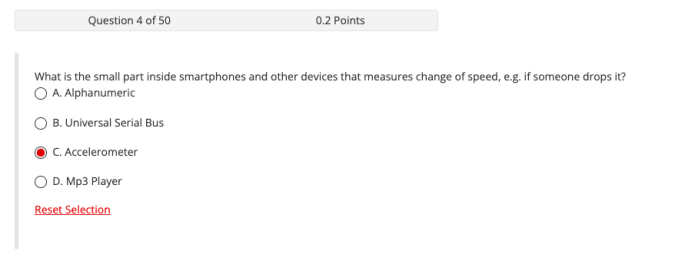 Question 4 of 50 0.2 Points
What is the small part inside smartphones and other devices that measures change of speed, e.g. if someone drops it?
A. Alphanumeric
B. Universal Serial Bus
C. Accelerometer
D. Mp3 Player
Reset Selection